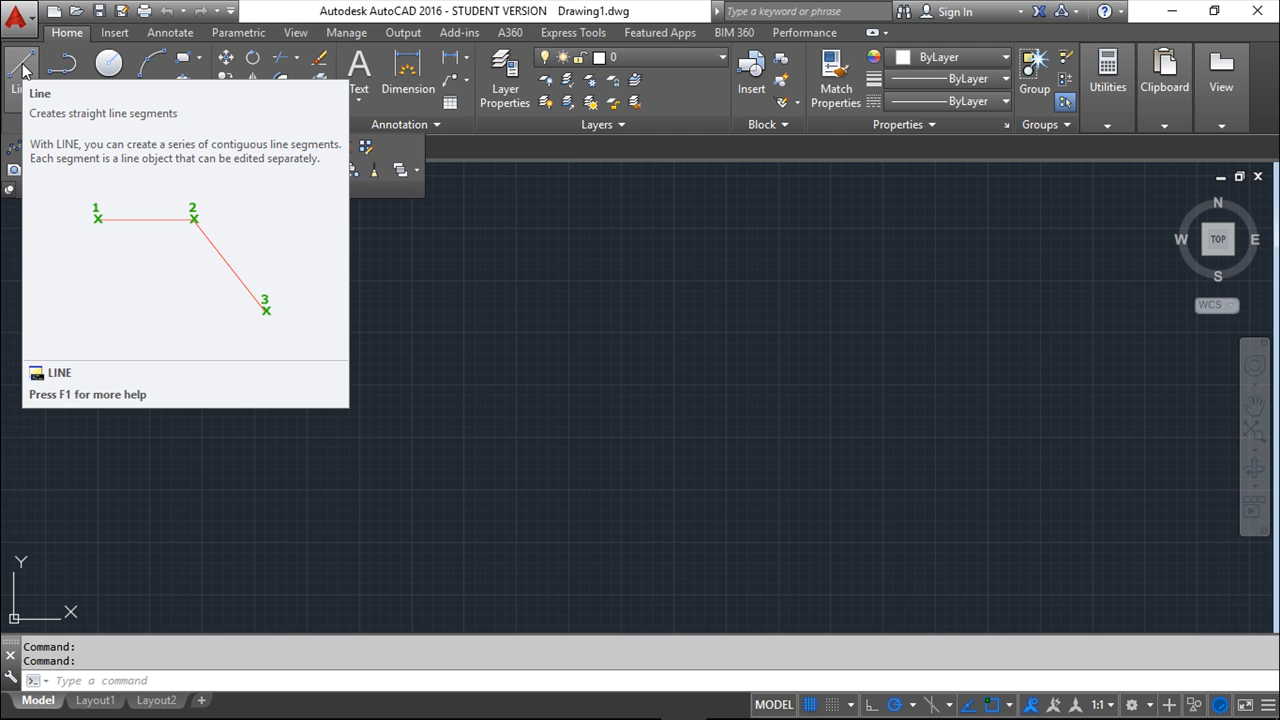 Autodesk AutoCAD 2016 - STUDENT VERSION Drawing1.dwg
Type a keyword or phrase
Sign In
Home Insert Annotate Parametric View Manage Output Add-ins A360 Express Tools Featured Apps BIM 360 Performance
Text
Dimension
Annotation
Layer
Properties
0
Layers
Insert
Block
Match
Properties
ByLayer
ByLayer
ByLayer
Properties
Group
Groups
Utilities
Clipboard
View
Line
Creates straight line segments
With LINE, you can create a series of contiguous line segments.
Each segment is a line object that can be edited separately.
1
2
3
LINE
Press F1 for more help
N
W TOP E
S
WCS
Y
X
Command:
Command:
Type a command
Model Layout1 Layout2 +
MODEL
1:1